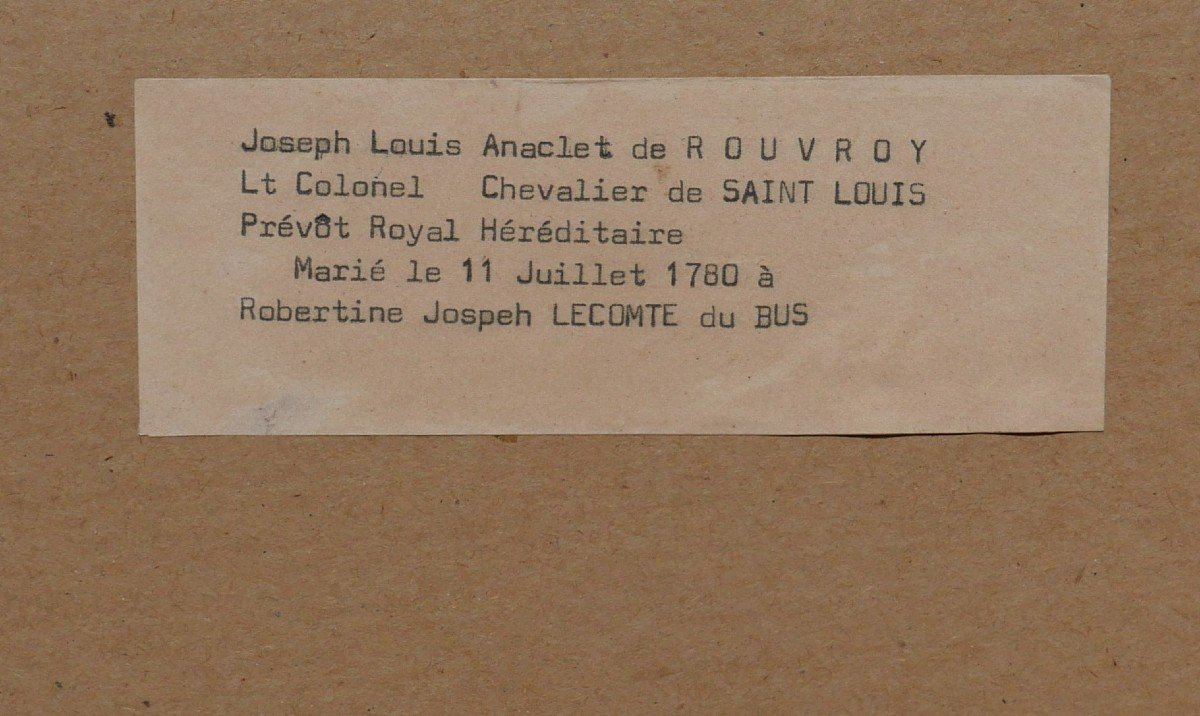 Joseph Louis Anaclet de R O U V R O Y
Lt Colonel   Chevalier de SAINT LOUIS
Prévôt Royal Héréditaire
   Marié le 11 Juillet 1780 à
Robertine Jospeh LECOMTE du BUS